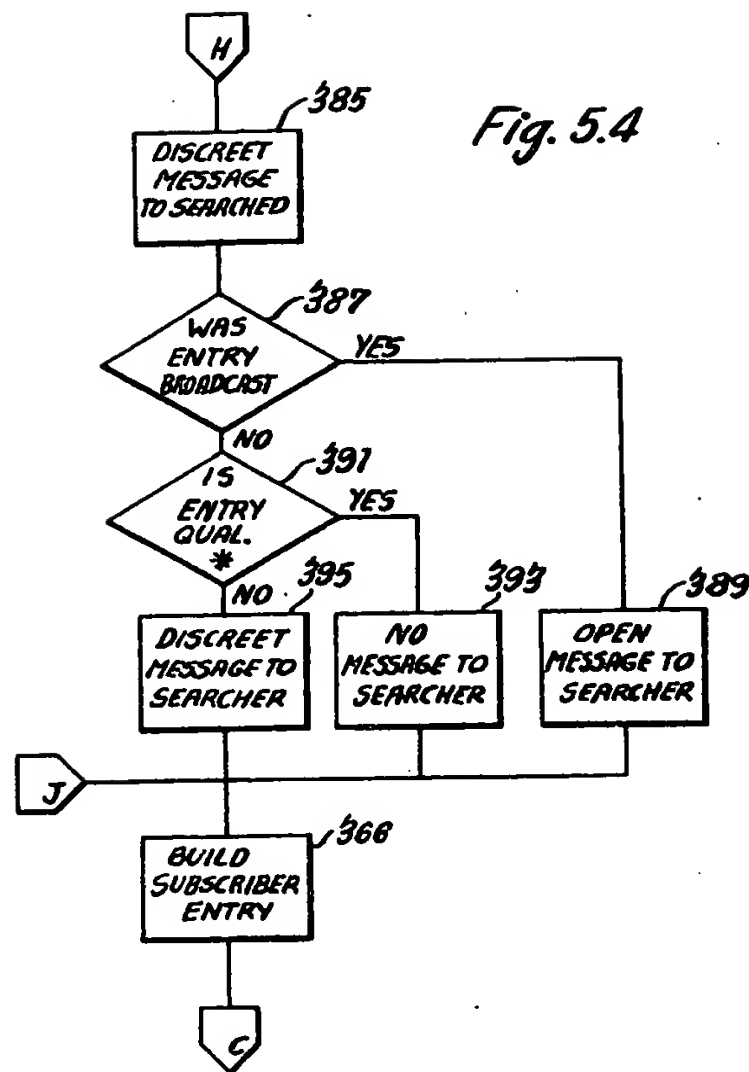 H
385
Fig. 5.4
DISCREET
MESSAGE
TO SEARCHED
387
WAS
ENTRY
BROADCAST
YES
NO
391
IS
ENTRY
QUAL.
*
YES
NO
395
DISCREET
MESSAGE TO
SEARCHER
393
NO
MESSAGE TO
SEARCHER
389
OPEN
MESSAGE TO
SEARCHER
J
366
BUILD
SUBSCRIBER
ENTRY
C